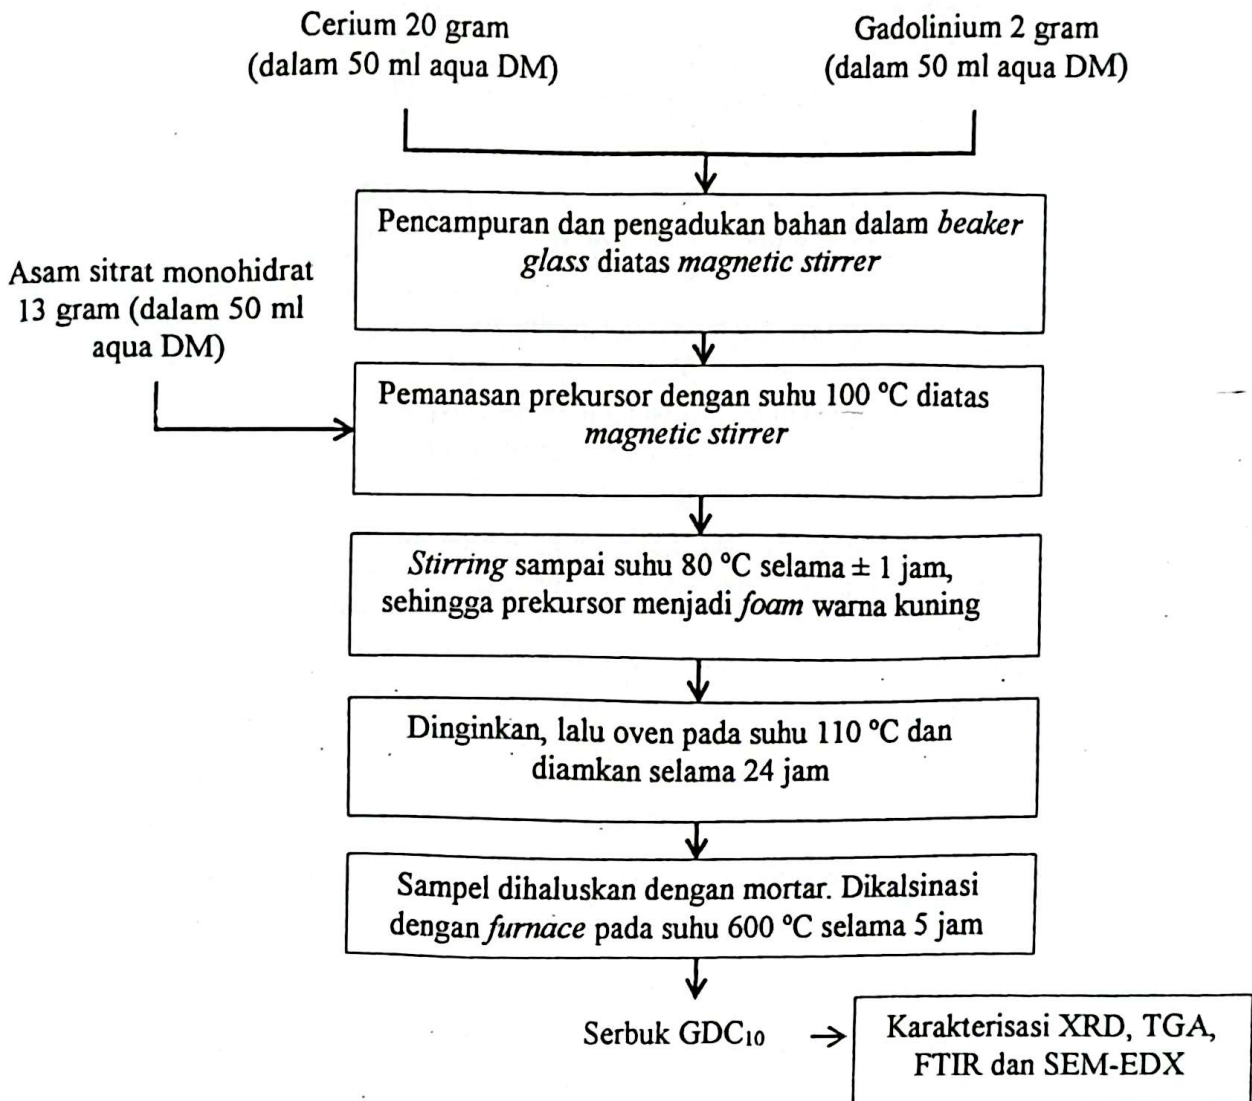 Cerium 20 gram
(dalam 50 ml aqua DM)
Gadolinium 2 gram
(dalam 50 ml aqua DM)
Pencampuran dan pengadukan bahan dalam beaker
glass diatas magnetic stirrer
Asam sitrat monohidrat
13 gram (dalam 50 ml
aqua DM)
Pemanasan prekursor dengan suhu 100 °C diatas
magnetic stirrer
Stirring sampai suhu 80 °C selama ± 1 jam,
sehingga prekursor menjadi foam warna kuning
Dinginkan, lalu oven pada suhu 110 °C dan
diamkan selama 24 jam
Sampel dihaluskan dengan mortar. Dikalsinasi
dengan furnace pada suhu 600 °C selama 5 jam
Serbuk GDC₁₀
Karakterisasi XRD, TGA,
FTIR dan SEM-EDX